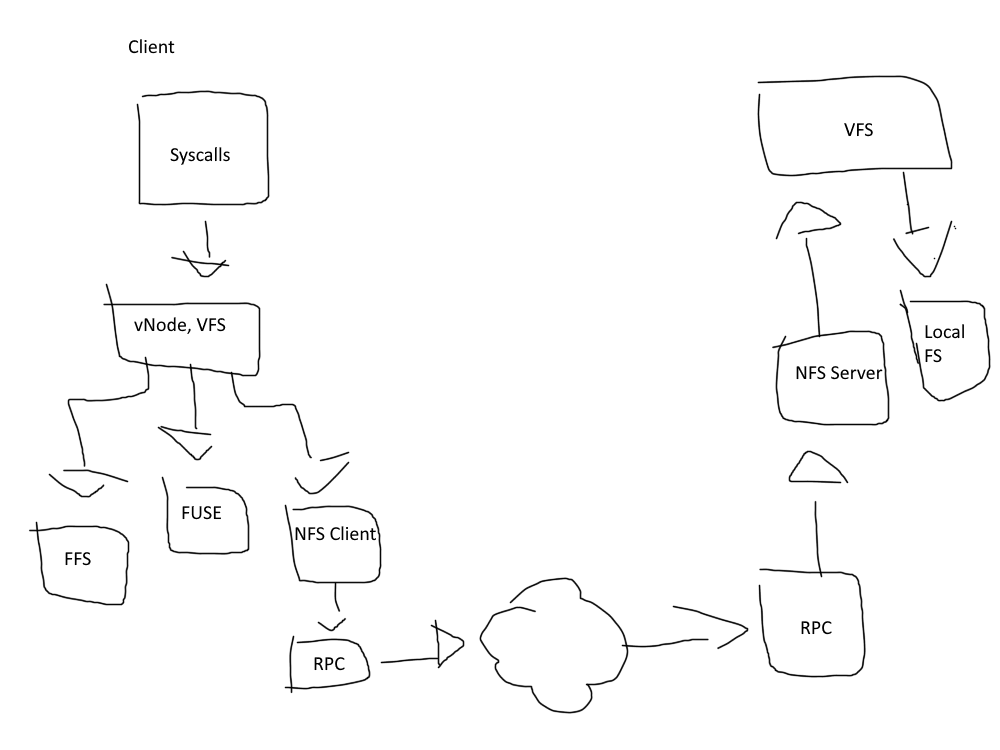 Client
Syscalls
vNode, VFS
FFS
FUSE
NFS Client
RPC
VFS
Local
FS
NFS Server
RPC